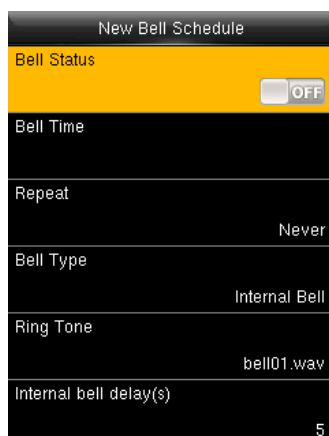 New Bell Schedule
Bell Status
OFF
Bell Time
Repeat
Never
Bell Type
Internal Bell
Ring Tone
bell01.wav
Internal bell delay(s)
5